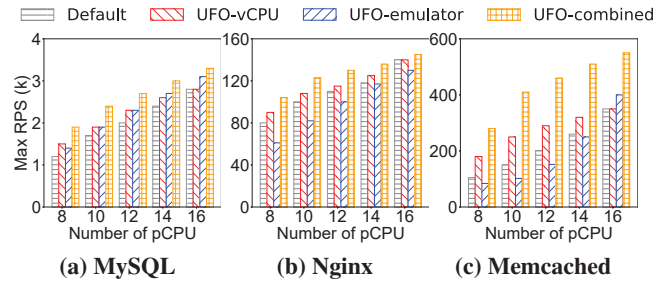 Default UFO-vCPU UFO-emulator UFO-combined
Max RPS (k)
4
3
2
1
0
8 10 12 14 16
Number of pCPU
(a) MySQL
160
120
80
40
0
8 10 12 14 16
Number of pCPU
(b) Nginx
600
400
200
0
8 10 12 14 16
Number of pCPU
(c) Memcached